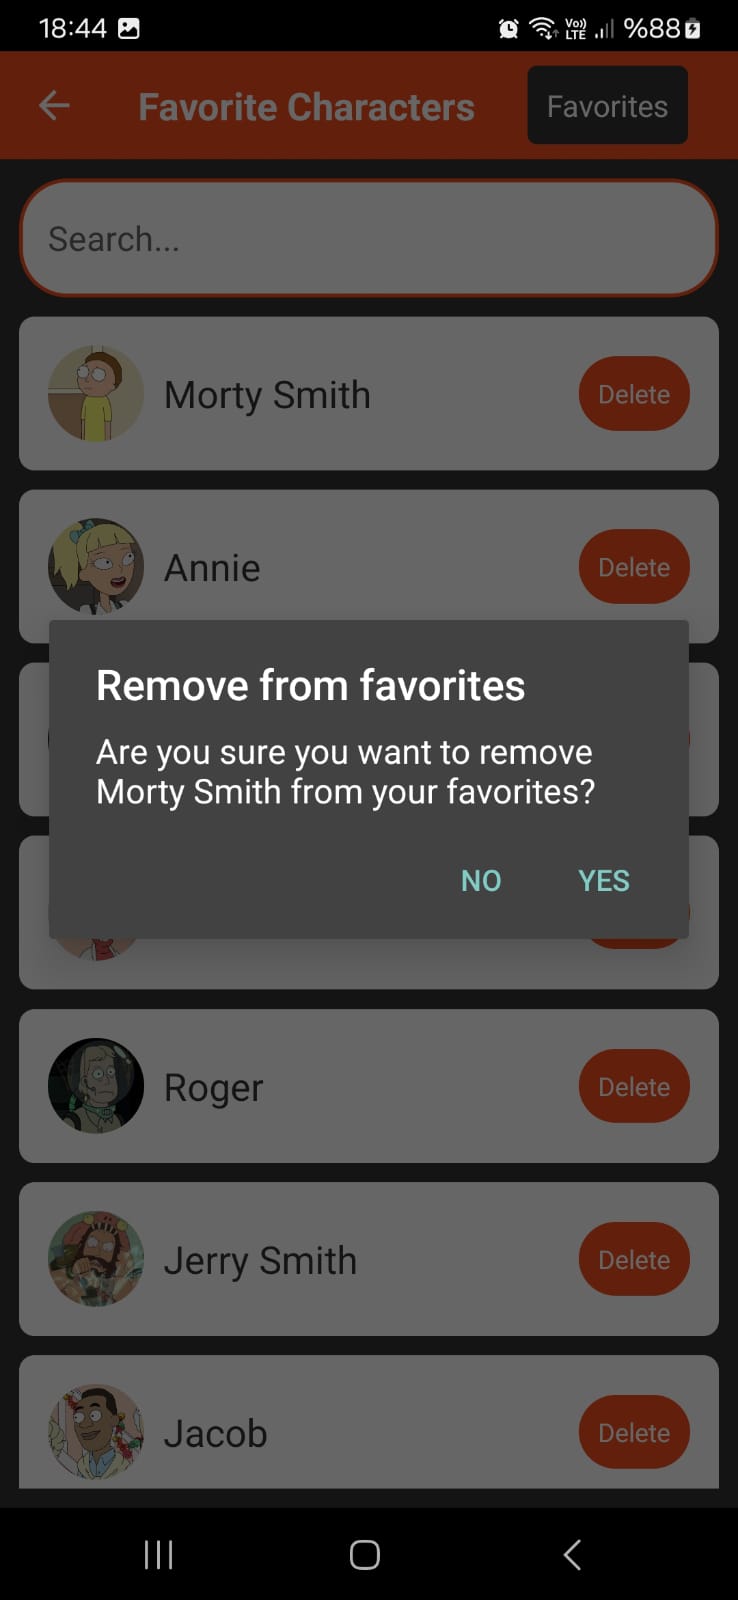 18:44
Vo)) LTE %88
Favorite Characters
Favorites
Search...
Morty Smith
Delete
Annie
Delete
Remove from favorites
Are you sure you want to remove
Morty Smith from your favorites?
NO YES
Roger
Delete
Jerry Smith
Delete
Jacob
Delete